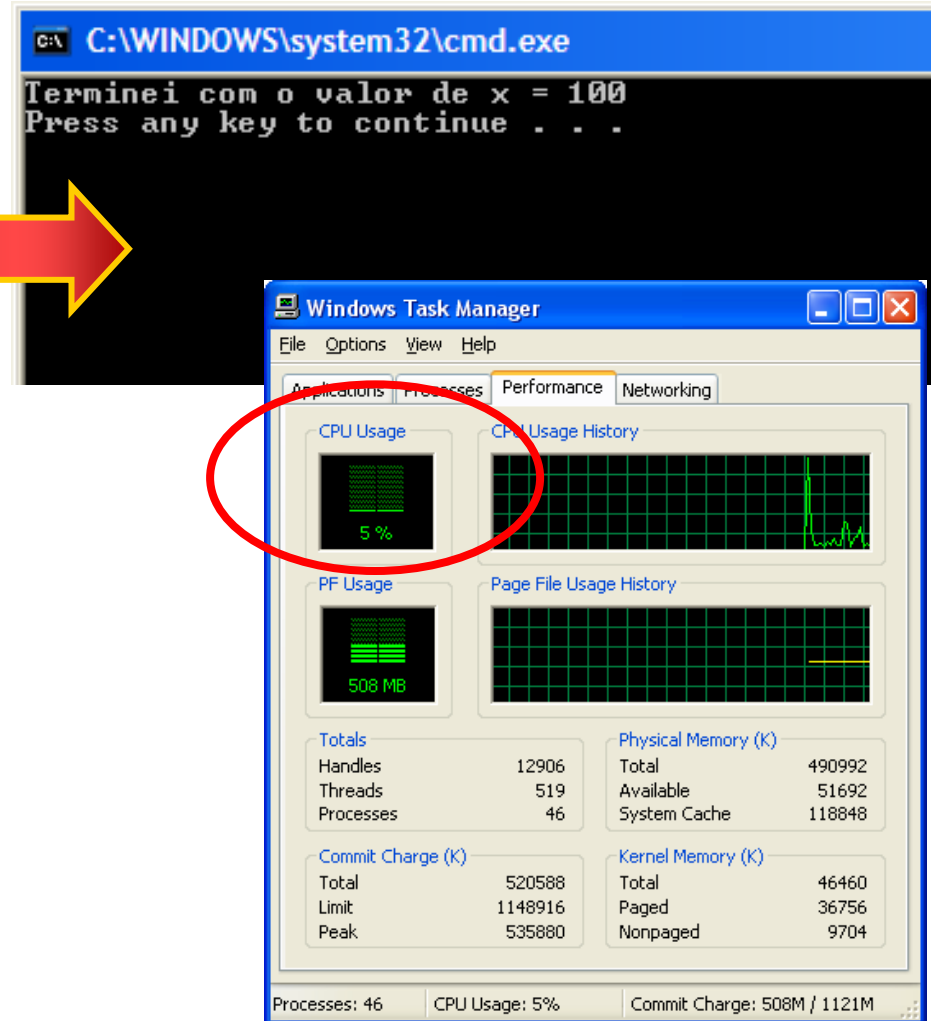 C:\WINDOWS\system32\cmd.exe
Terminei com o valor de x = 100
Press any key to continue . . .
Windows Task Manager
File Options View Help
Applications Processes Performance Networking
CPU Usage CPU Usage History
5 %
PF Usage Page File Usage History
508 MB
Totals Physical Memory (K)
Handles 12906 Total 490992
Threads 519 Available 51692
Processes 46 System Cache 118848
Commit Charge (K) Kernel Memory (K)
Total 520588 Total 46460
Limit 1148916 Paged 36756
Peak 535880 Nonpaged 9704
Processes: 46 CPU Usage: 5% Commit Charge: 508M / 1121M